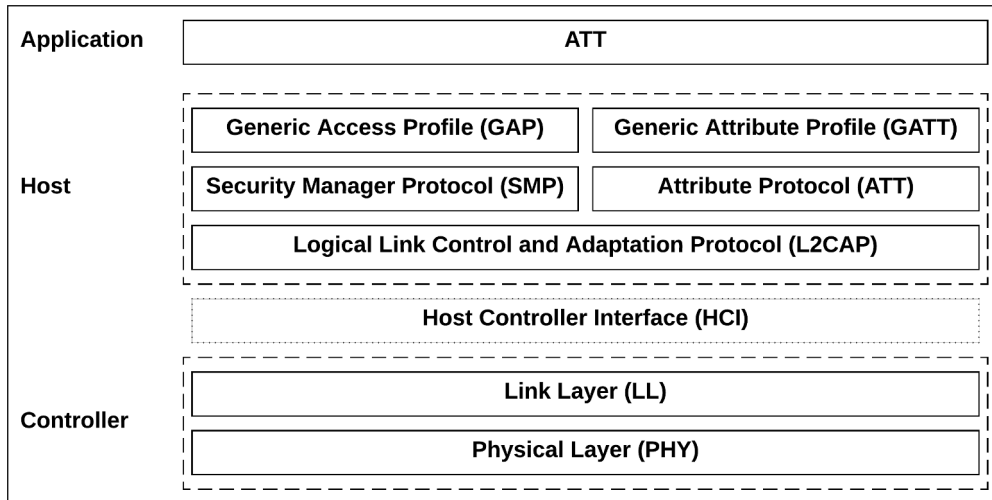 Application
ATT
Generic Access Profile (GAP)
Generic Attribute Profile (GATT)
Host
Security Manager Protocol (SMP)
Attribute Protocol (ATT)
Logical Link Control and Adaptation Protocol (L2CAP)
Host Controller Interface (HCI)
Link Layer (LL)
Controller
Physical Layer (PHY)